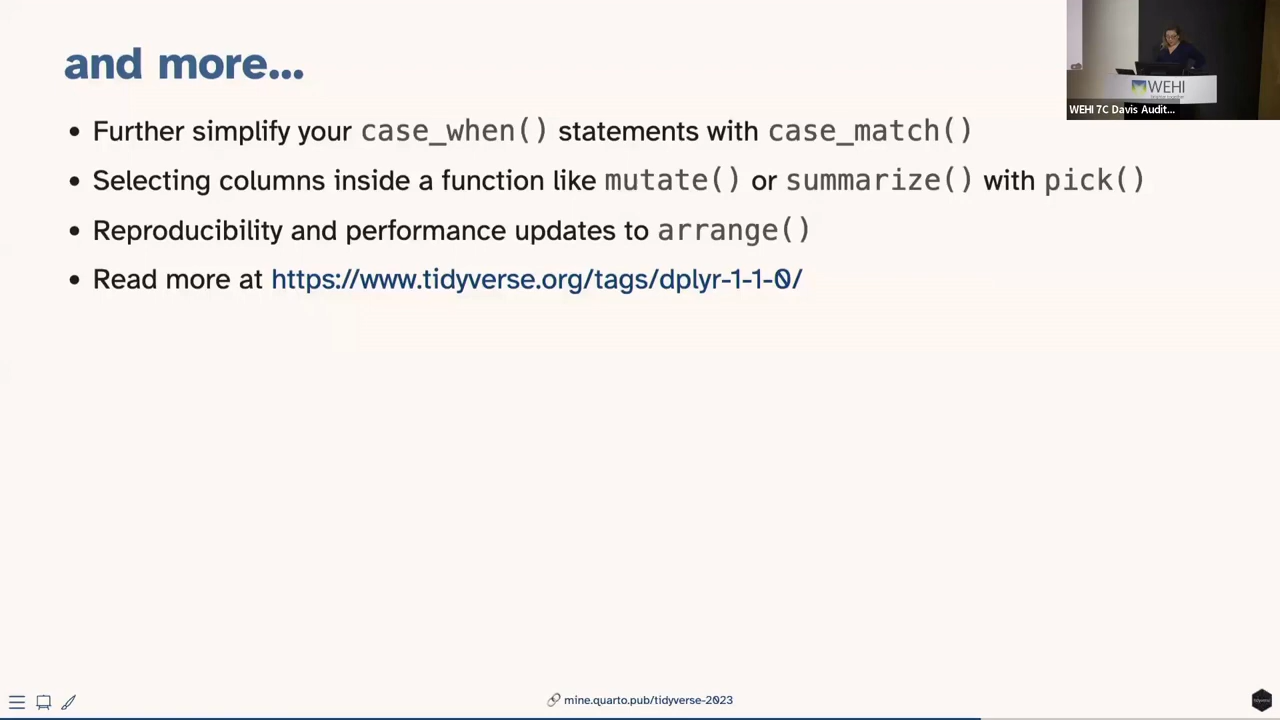 and more...
Further simplify your case_when() statements with case_match()
Selecting columns inside a function like mutate() or summarize() with pick()
Reproducibility and performance updates to arrange()
Read more at https://www.tidyverse.org/tags/dplyr-1-1-0/
WEHI
WEHI 7C Davis Audit...
mine.quarto.pub/tidyverse-2023